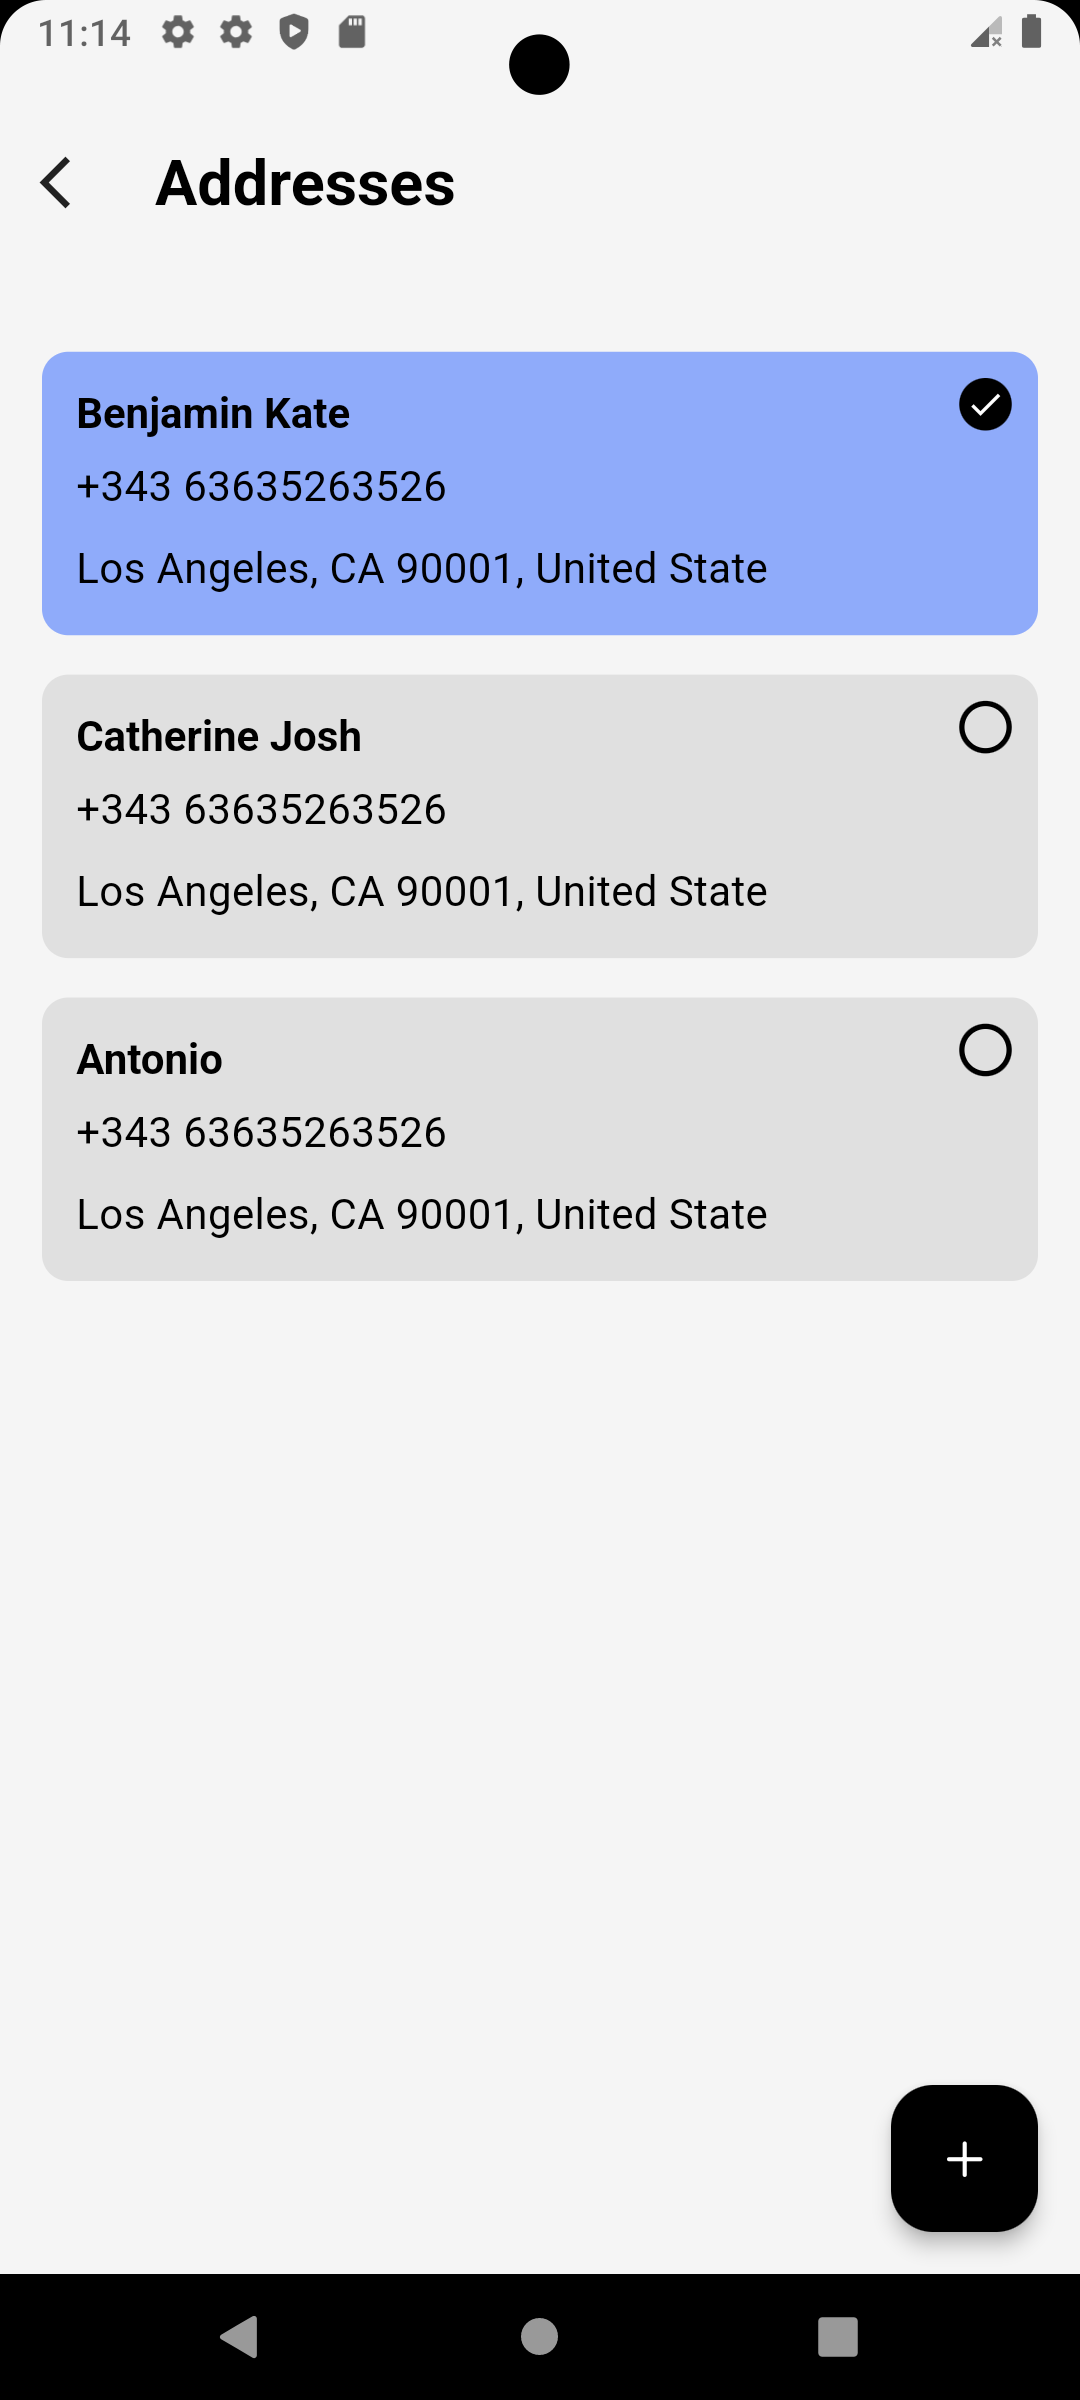 11:14
Addresses
Benjamin Kate
+343 63635263526
Los Angeles, CA 90001, United State
Catherine Josh
+343 63635263526
Los Angeles, CA 90001, United State
Antonio
+343 63635263526
Los Angeles, CA 90001, United State